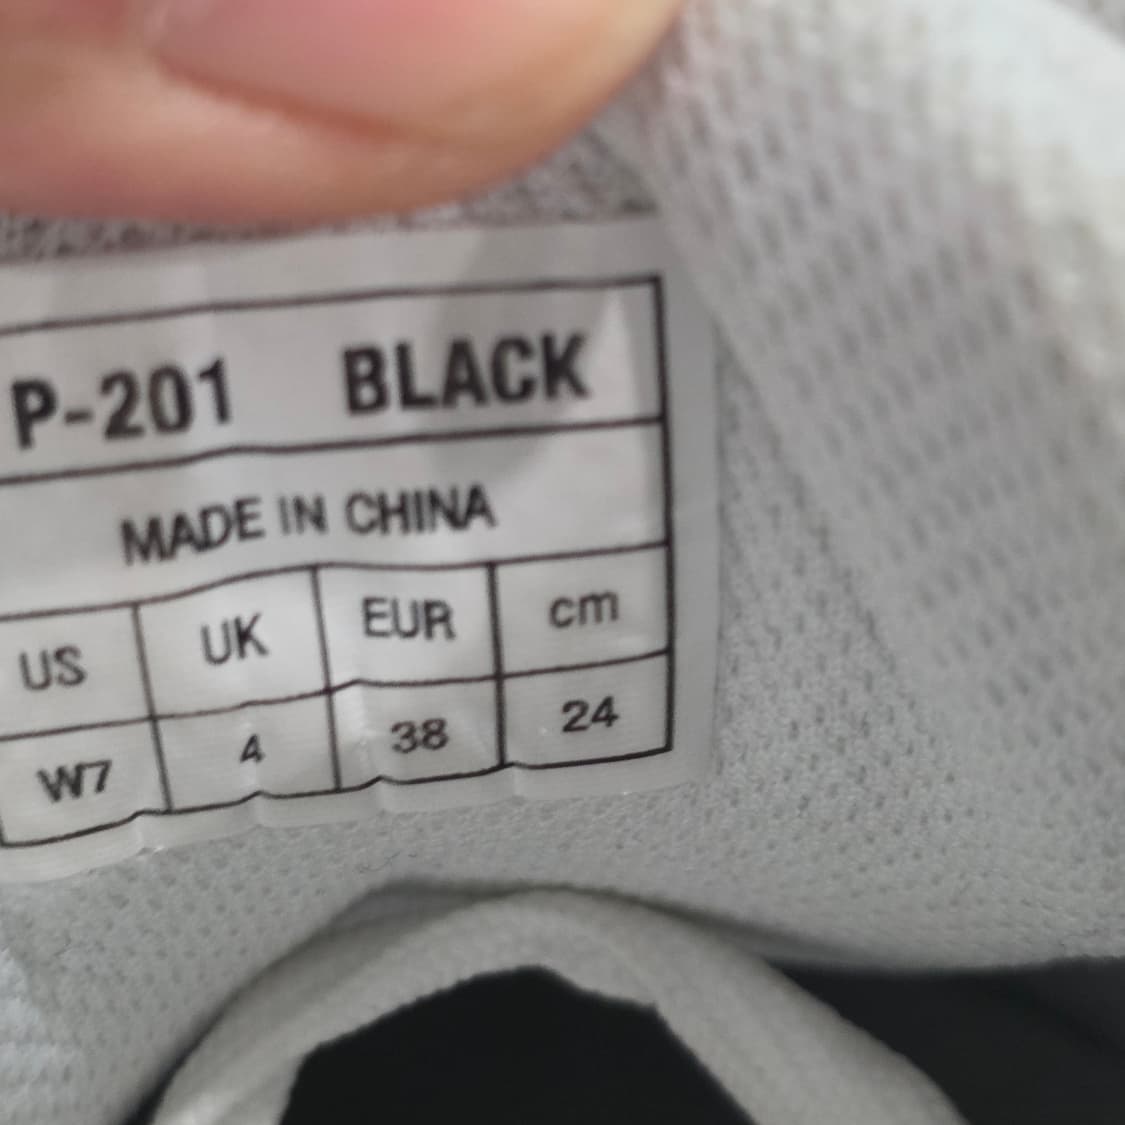 P-201 BLACK
MADE IN CHINA
US UK EUR cm
W7 4 38 24